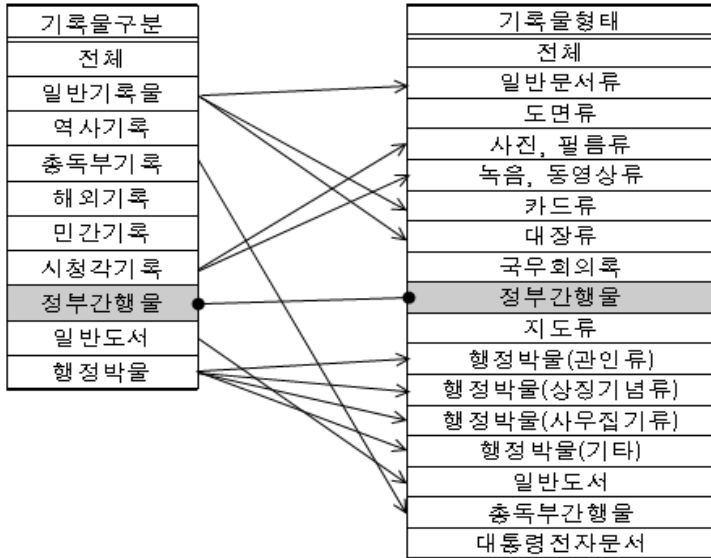 기록물구분
전체
일반기록물
역사기록
총독부기록
해외기록
민간기록
시청각기록
정부간행물
일반도서
행정박물
기록물형태
전체
일반문서류
도면류
사진, 필름류
녹음, 동영상류
카드류
대장류
국무회의록
정부간행물
지도류
행정박물(관인류)
행정박물(상징기념류)
행정박물(사무집기류)
행정박물(기타)
일반도서
총독부간행물
대통령전자문서